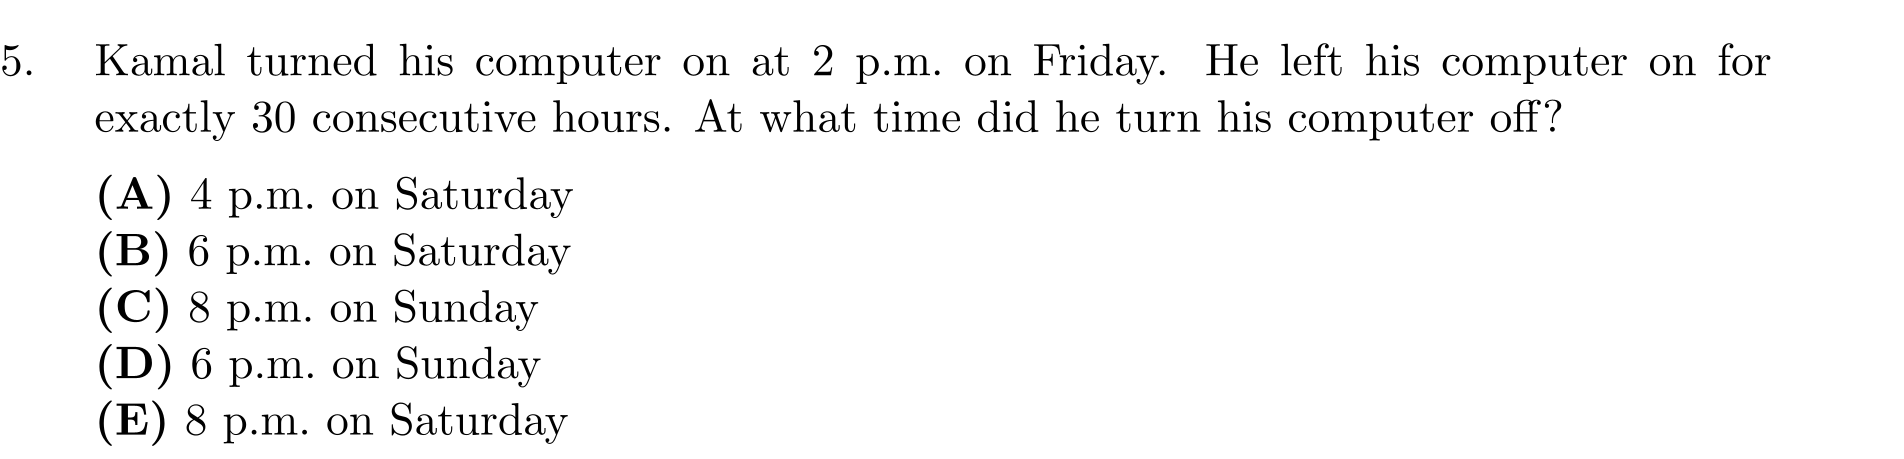 5. Kamal turned his computer on at 2 p.m. on Friday. He left his computer on for
exactly 30 consecutive hours. At what time did he turn his computer off?
(A) 4 p.m. on Saturday
(B) 6 p.m. on Saturday
(C) 8 p.m. on Sunday
(D) 6 p.m. on Sunday
(E) 8 p.m. on Saturday